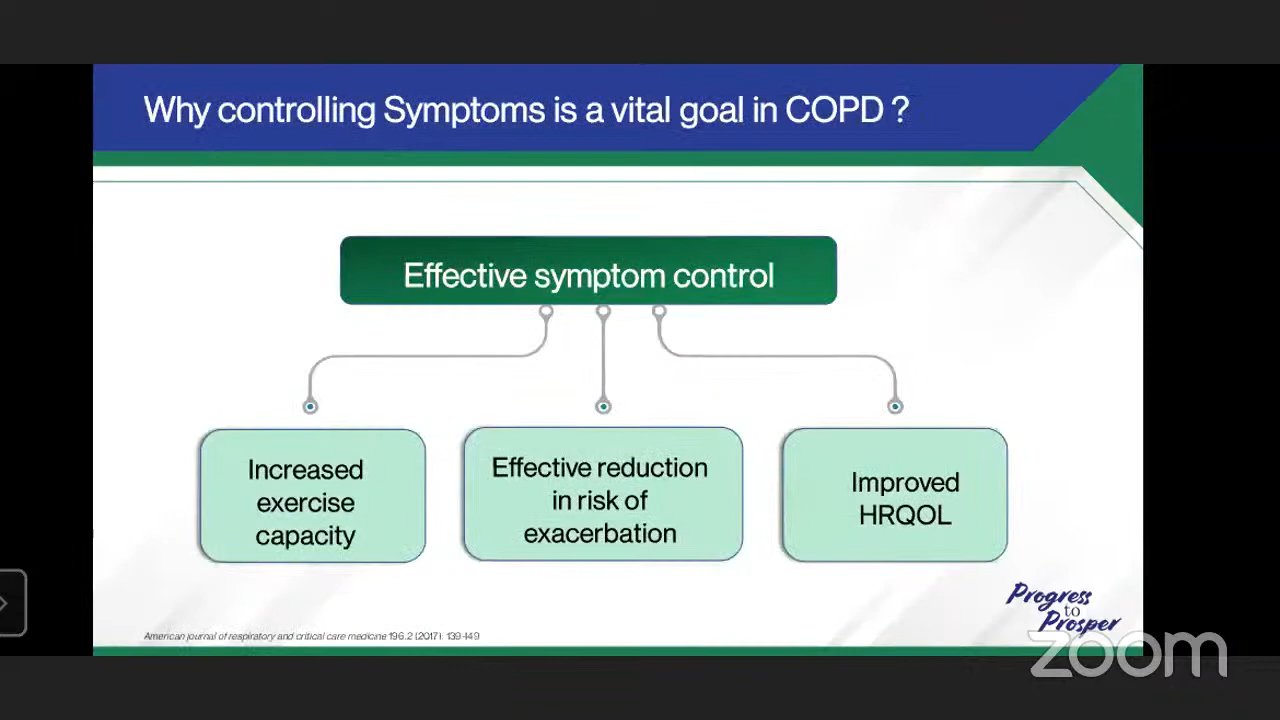 Why controlling Symptoms is a vital goal in COPD ?
Effective symptom control
Increased
exercise
capacity
Effective reduction
in risk of
exacerbation
Improved
HRQOL
American journal of respiratory and critical care medicine 196.2 (2017): 139-149
Progress
to
Prosper
zoom